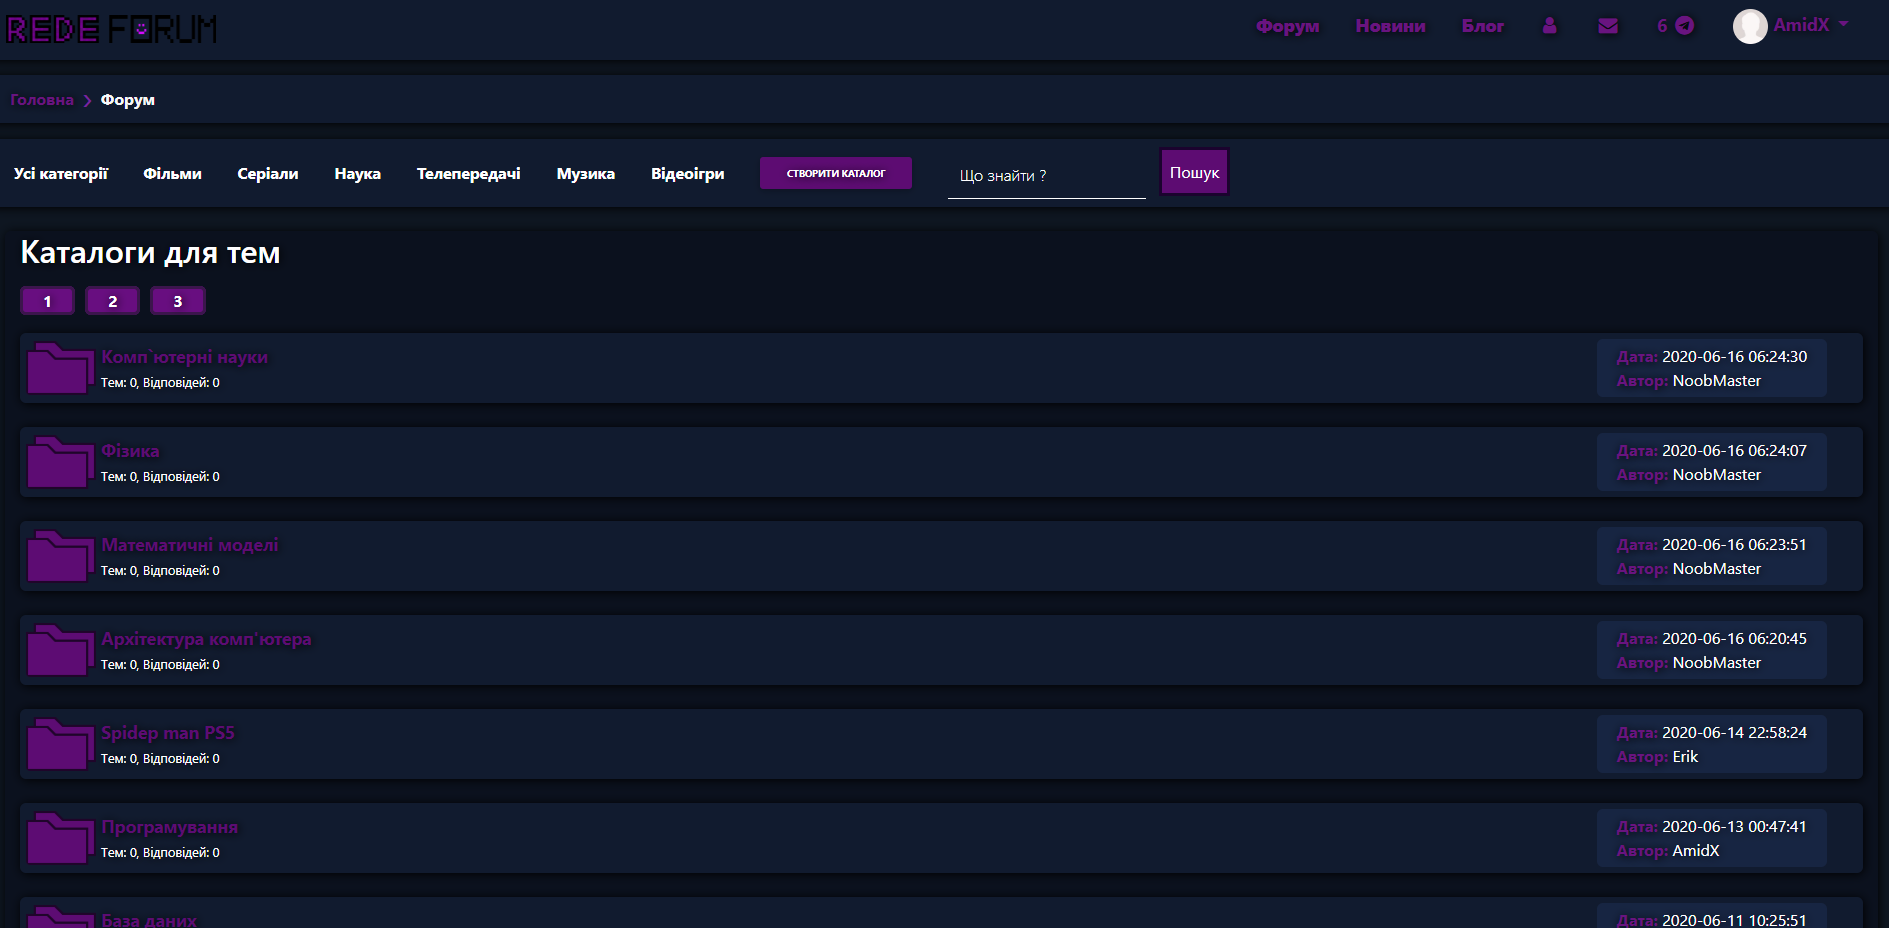 REDE FORUM
Форум Новини Блог 6 AmidX
Головна Форум
Усі категорії Фільми Серіали Наука Телепередачі Музика Відеоігри СТВОРИТИ КАТАЛОГ Що знайти ? Пошук
Каталоги для тем
1 2 3
Комп`ютерні науки
Тем: 0, Відповідей: 0
Дата: 2020-06-16 06:24:30
Автор: NoobMaster
Фізика
Тем: 0, Відповідей: 0
Дата: 2020-06-16 06:24:07
Автор: NoobMaster
Математичні моделі
Тем: 0, Відповідей: 0
Дата: 2020-06-16 06:23:51
Автор: NoobMaster
Архітектура комп'ютера
Тем: 0, Відповідей: 0
Дата: 2020-06-16 06:20:45
Автор: NoobMaster
Spidep man PS5
Тем: 0, Відповідей: 0
Дата: 2020-06-14 22:58:24
Автор: Erik
Програмування
Тем: 0, Відповідей: 0
Дата: 2020-06-13 00:47:41
Автор: AmidX
База даних
Дата: 2020-06-11 10:25:51